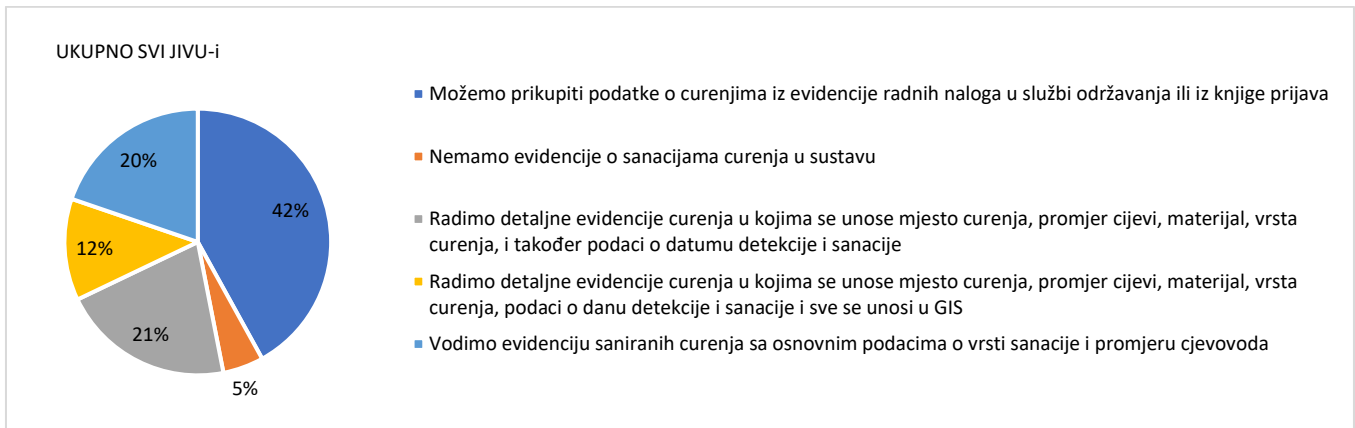 UKUPNO SVI JIVU-i
42%
5%
21%
12%
20%
Možemo prikupiti podatke o curenjima iz evidencije radnih naloga u službi održavanja ili iz knjige prijava
Nemamo evidencije o sanacijama curenja u sustavu
Radimo detaljne evidencije curenja u kojima se unose mjesto curenja, promjer cijevi, materijal, vrsta
curenja, i također podaci o datumu detekcije i sanacije
Radimo detaljne evidencije curenja u kojima se unose mjesto curenja, promjer cijevi, materijal, vrsta
curenja, podaci o danu detekcije i sanacije i sve se unosi u GIS
Vodimo evidenciju saniranih curenja sa osnovnim podacima o vrsti sanacije i promjeru cjevovoda